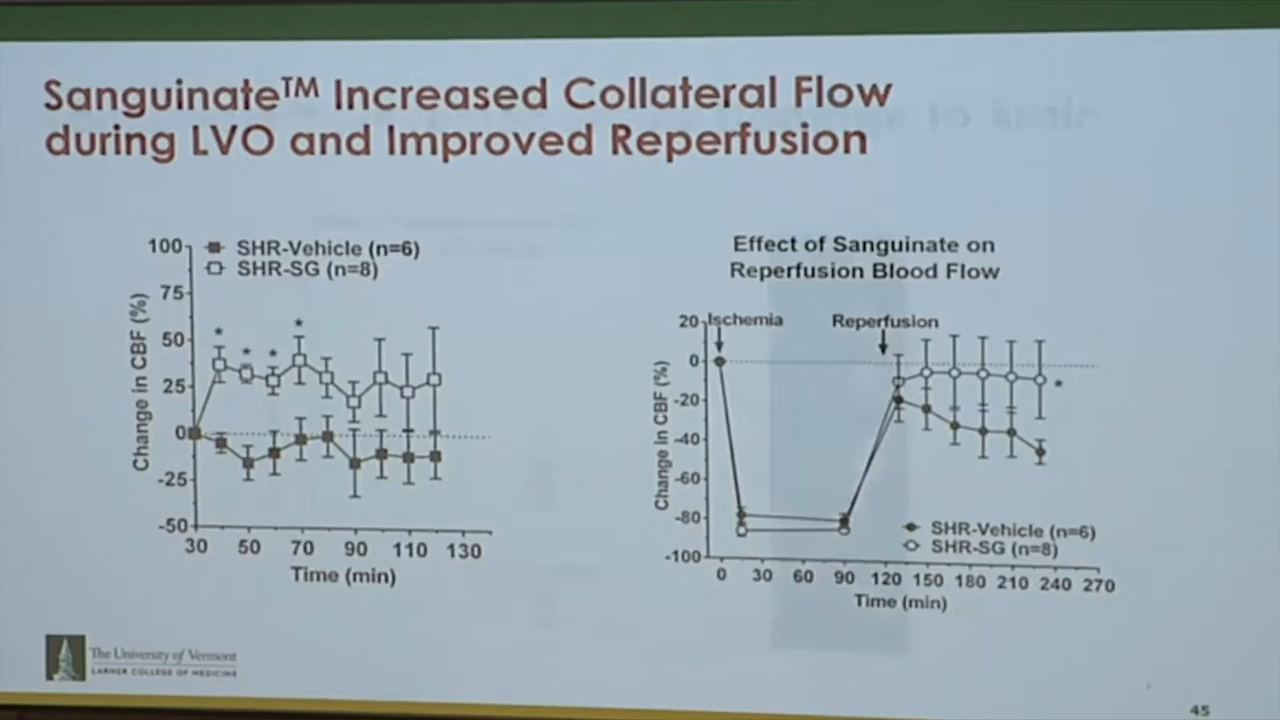 Sanguinate™ Increased Collateral Flow
during LVO and Improved Reperfusion
100
75
50
25
0
-25
-50
Change in CBF (%)
SHR-Vehicle (n=6)
SHR-SG (n=8)
*
*
*
*
30 50 70 90 110 130
Time (min)
Effect of Sanguinate on
Reperfusion Blood Flow
20
0
-20
-40
-60
-80
-100
Change in CBF (%)
Ischemia
Reperfusion
*
SHR-Vehicle (n=6)
SHR-SG (n=8)
0 30 60 90 120 150 180 210 240 270
Time (min)
The University of Vermont
LARNER COLLEGE OF MEDICINE
45